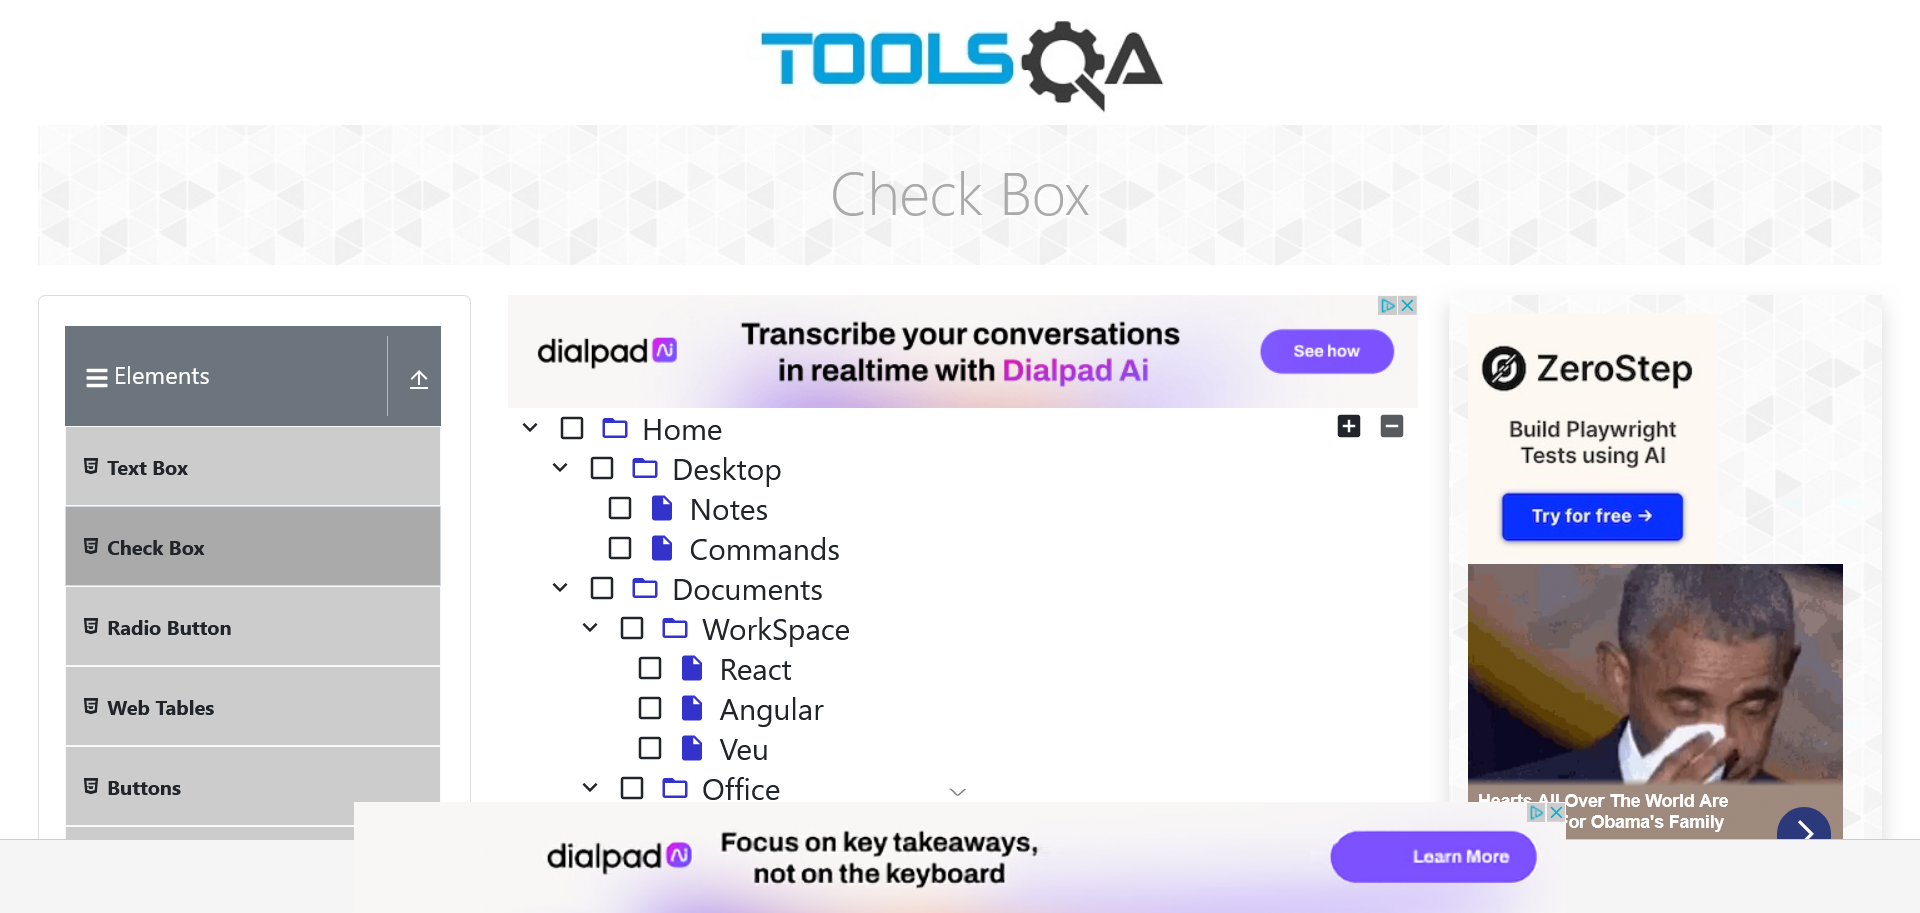 TOOLSQA
Check Box
Elements
Text Box
Check Box
Radio Button
Web Tables
Buttons
dialpad Ai
Transcribe your conversations
in realtime with Dialpad Ai
See how
Home
Desktop
Notes
Commands
Documents
WorkSpace
React
Angular
Veu
Office
ZeroStep
Build Playwright
Tests using AI
Try for free →
Hearts All Over The World Are
For Obama's Family
dialpad Ai
Focus on key takeaways,
not on the keyboard
Learn More